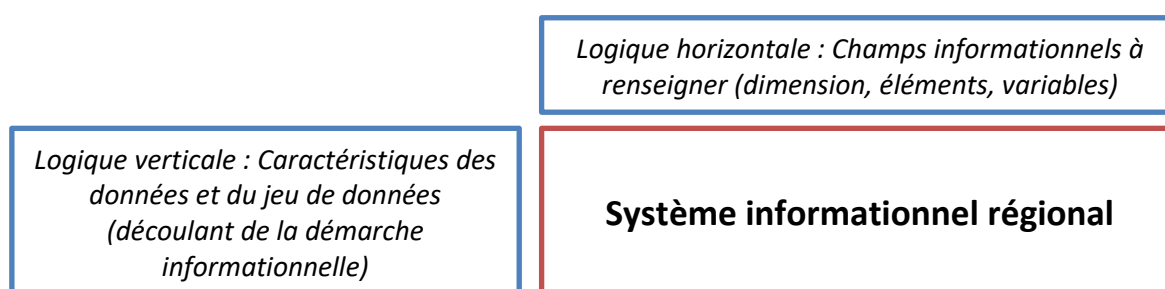 Logique horizontale : Champs informationnels à
renseigner (dimension, éléments, variables)
Logique verticale : Caractéristiques des
données et du jeu de données
(découlant de la démarche
informationnelle)
Système informationnel régional